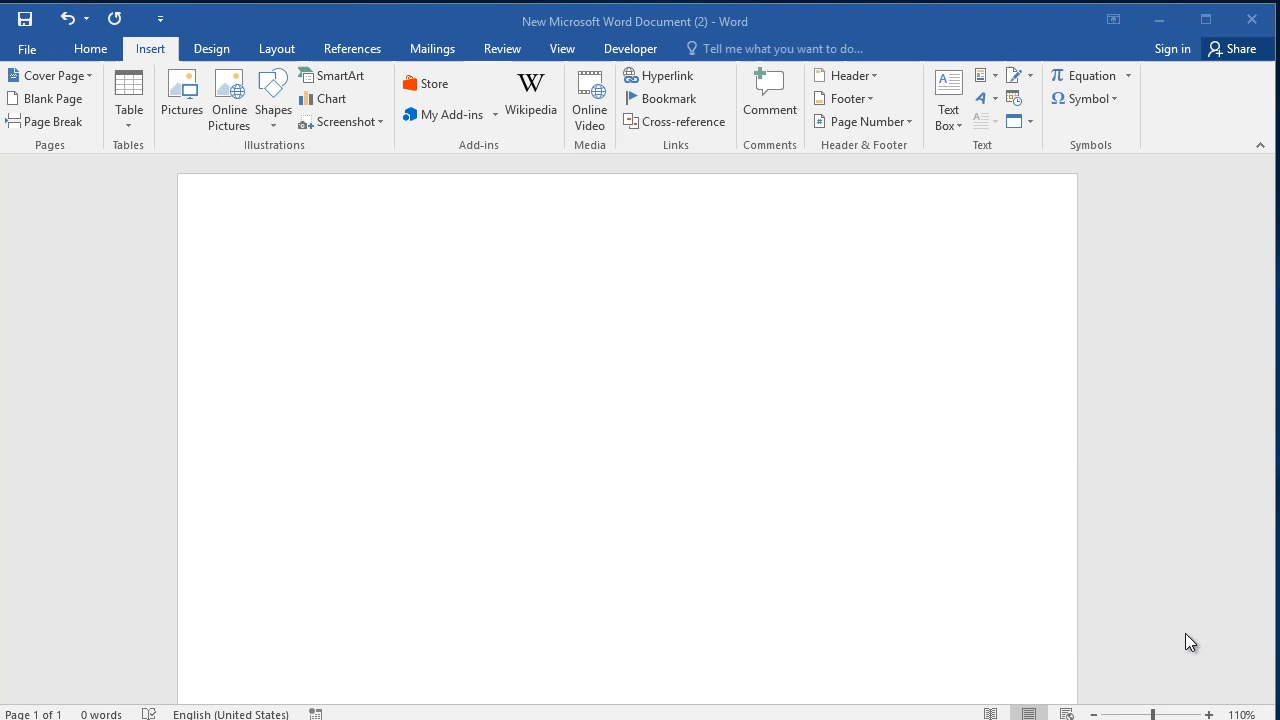 New Microsoft Word Document (2) - Word
File Home Insert Design Layout References Mailings Review View Developer Tell me what you want to do... Sign in Share
Cover Page
Blank Page
Page Break
Pages
Table
Tables
Pictures
Online
Pictures
Shapes
SmartArt
Chart
Screenshot
Illustrations
Store
My Add-ins
W
Wikipedia
Add-ins
Online
Video
Media
Hyperlink
Bookmark
Cross-reference
Links
Comment
Comments
Header
Footer
Page Number
Header & Footer
Text
Box
Text
π Equation
Ω Symbol
Symbols
Page 1 of 1 0 words English (United States) 110%